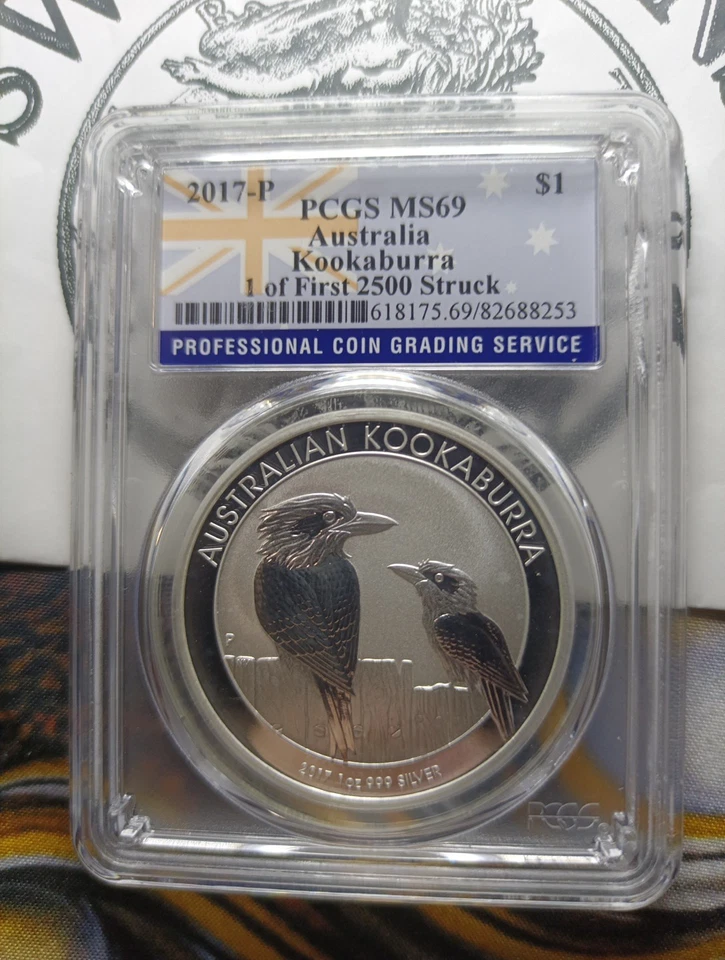 2017-P $1
PCGS MS69
Australia
Kookaburra
1 of First 2500 Struck
618175.69/82688253
PROFESSIONAL COIN GRADING SERVICE
AUSTRALIAN KOOKABURRA
P
2017 1oz 999 SILVER
PCGS